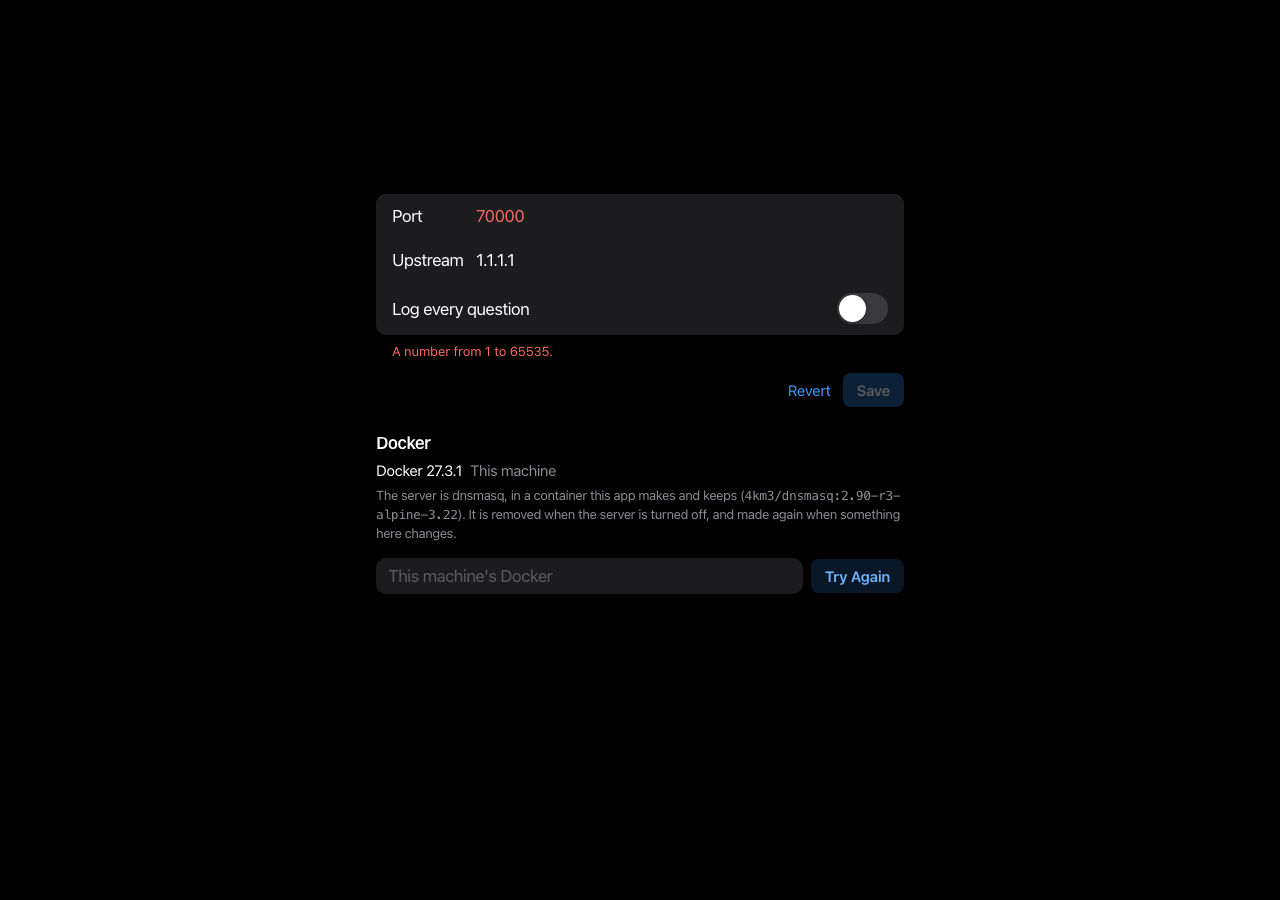 Port 70000
Upstream 1.1.1.1
Log every question
A number from 1 to 65535.
Revert Save
Docker
Docker 27.3.1 This machine
The server is dnsmasq, in a container this app makes and keeps (4km3/dnsmasq:2.90-r3-
alpine-3.22). It is removed when the server is turned off, and made again when something
here changes.
This machine's Docker Try Again